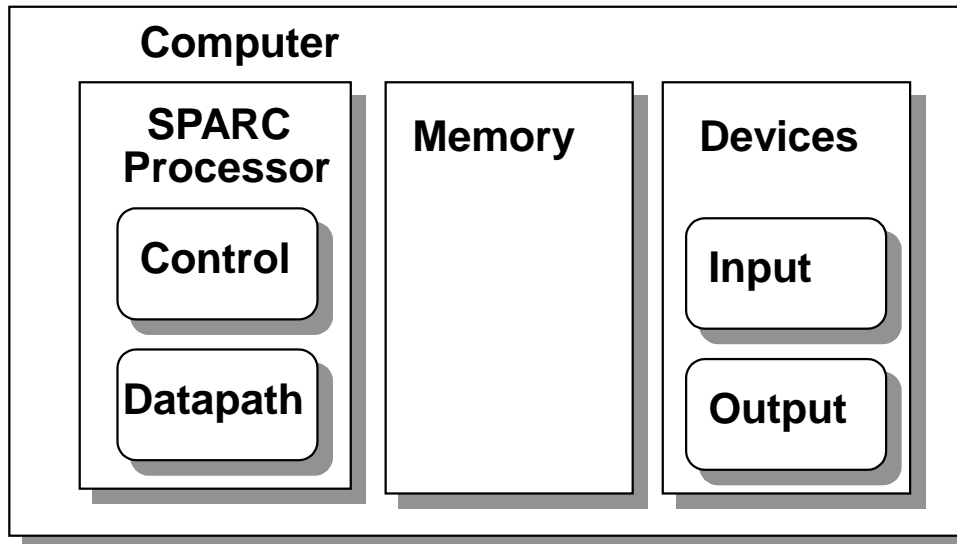 Computer
SPARC
Processor
Control
Datapath
Memory
Devices
Input
Output